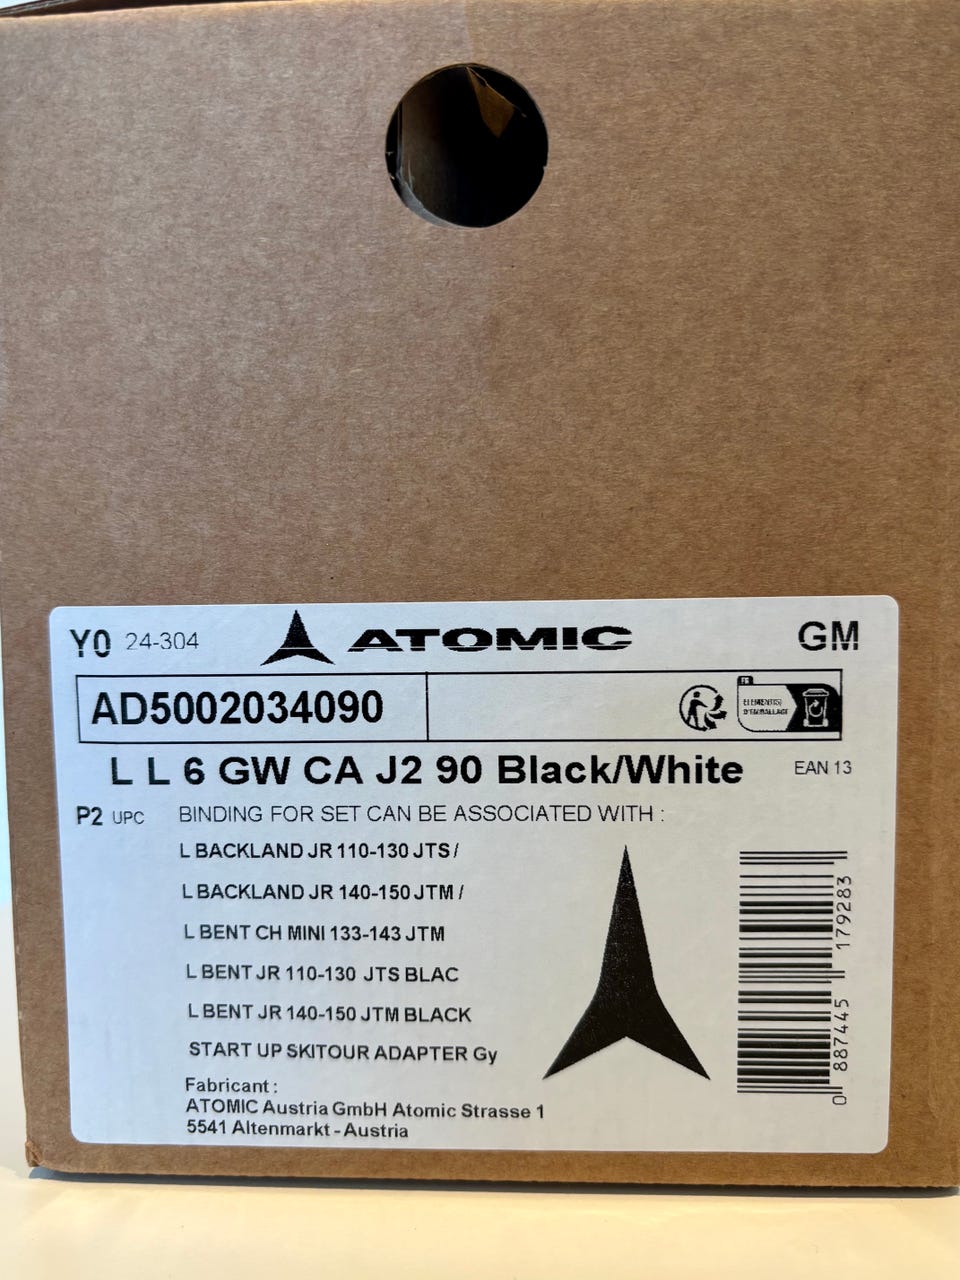 Y0 24-304 ATOMIC GM
AD5002034090
FR
ÉLÉMENT(S)
D'EMBALLAGE
L L 6 GW CA J2 90 Black/White EAN 13
P2 UPC BINDING FOR SET CAN BE ASSOCIATED WITH :
L BACKLAND JR 110-130 JTS /
L BACKLAND JR 140-150 JTM /
L BENT CH MINI 133-143 JTM
L BENT JR 110-130 JTS BLAC
L BENT JR 140-150 JTM BLACK
START UP SKITOUR ADAPTER Gy
Fabricant :
ATOMIC Austria GmbH Atomic Strasse 1
5541 Altenmarkt - Austria
0 887445 179283